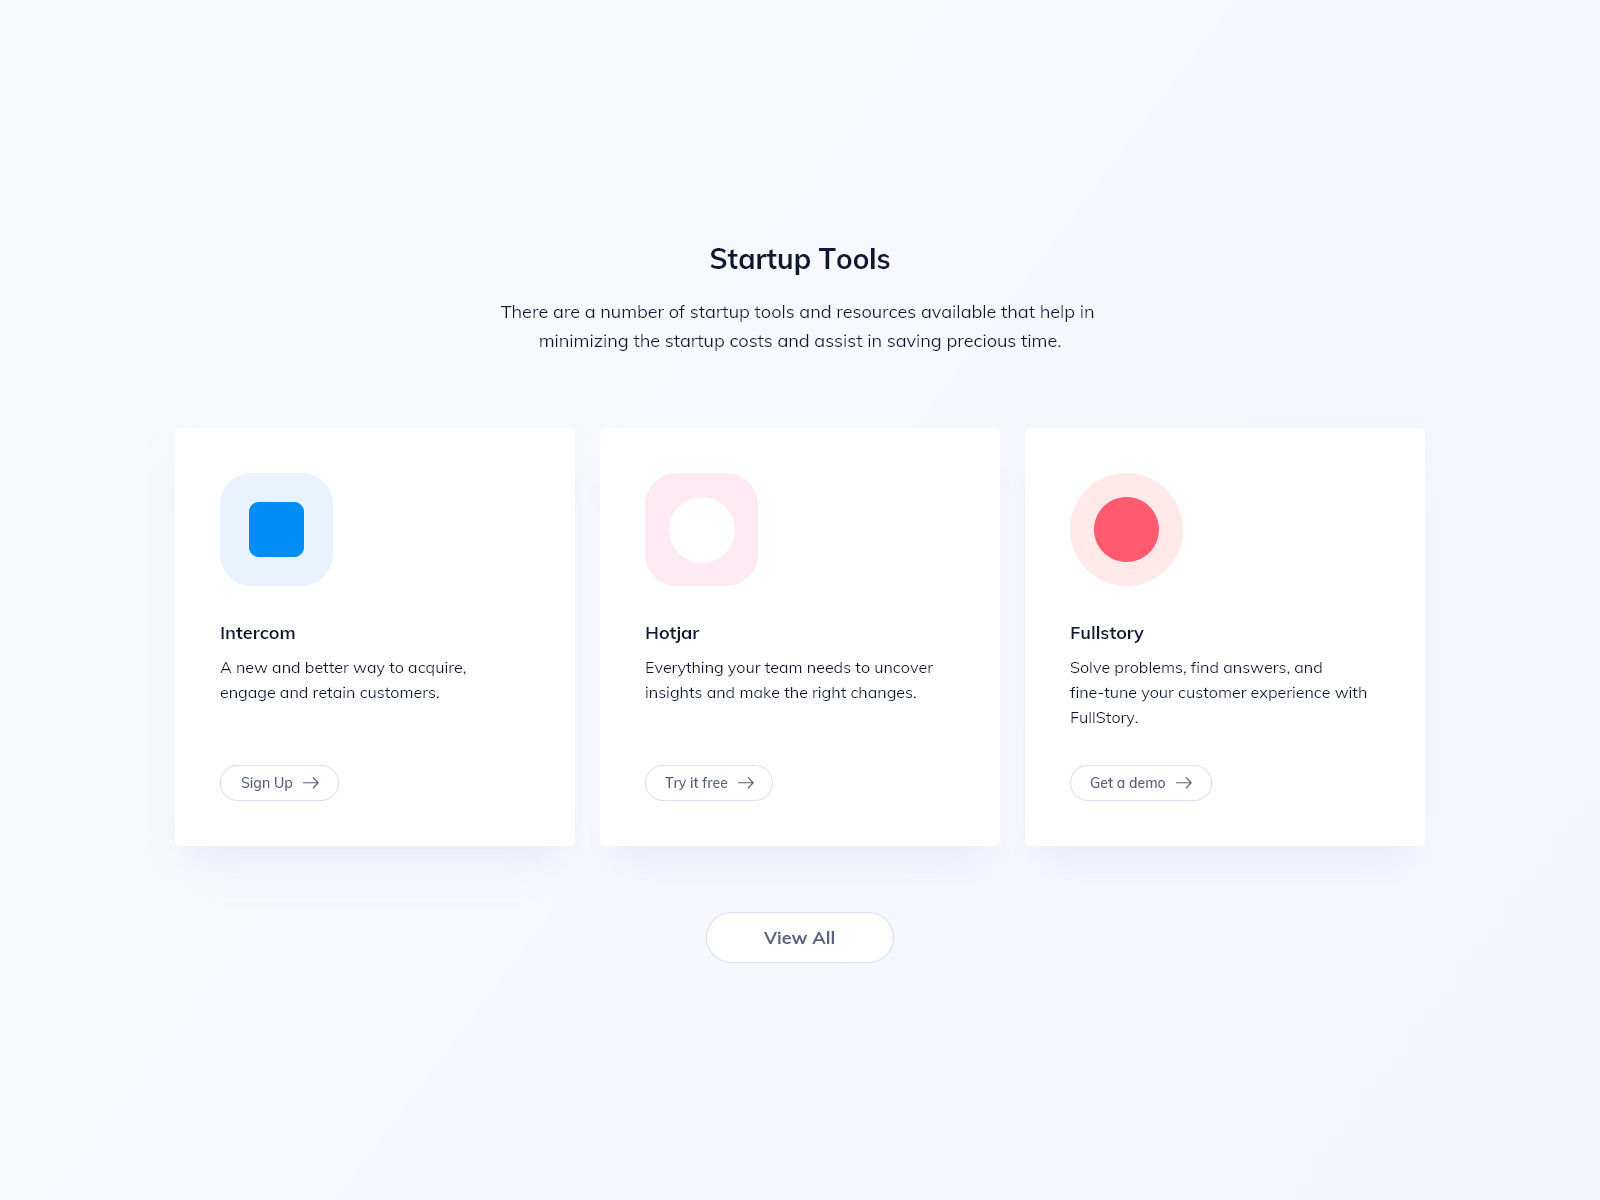 Startup Tools
There are a number of startup tools and resources available that help in
minimizing the startup costs and assist in saving precious time.
Intercom
A new and better way to acquire,
engage and retain customers.
Sign Up
Hotjar
Everything your team needs to uncover
insights and make the right changes.
Try it free
Fullstory
Solve problems, find answers, and
fine-tune your customer experience with
FullStory.
Get a demo
View All